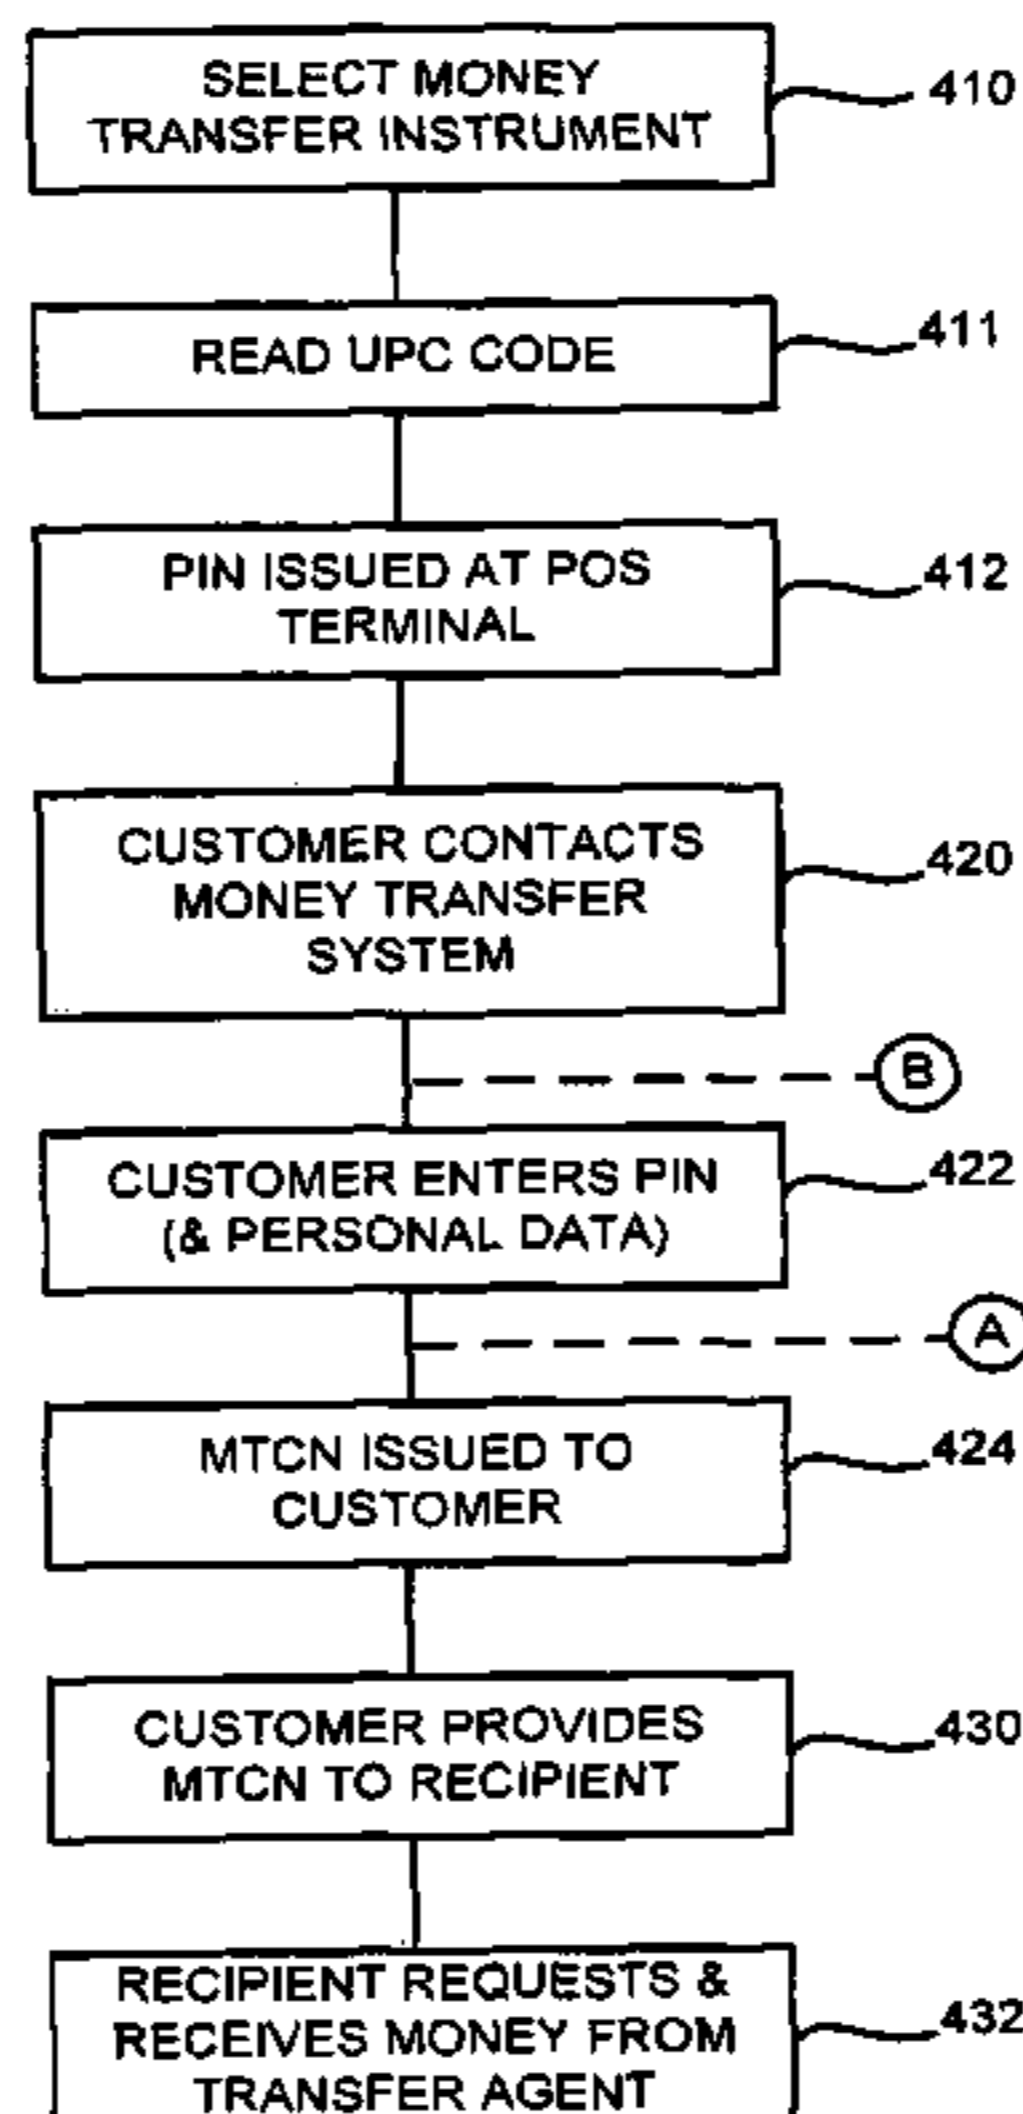 SELECT MONEY
TRANSFER INSTRUMENT
410
READ UPC CODE
411
PIN ISSUED AT POS
TERMINAL
412
CUSTOMER CONTACTS
MONEY TRANSFER
SYSTEM
420
B
CUSTOMER ENTERS PIN
(& PERSONAL DATA)
422
A
MTCN ISSUED TO
CUSTOMER
424
CUSTOMER PROVIDES
MTCN TO RECIPIENT
430
RECIPIENT REQUESTS &
RECEIVES MONEY FROM
TRANSFER AGENT
432